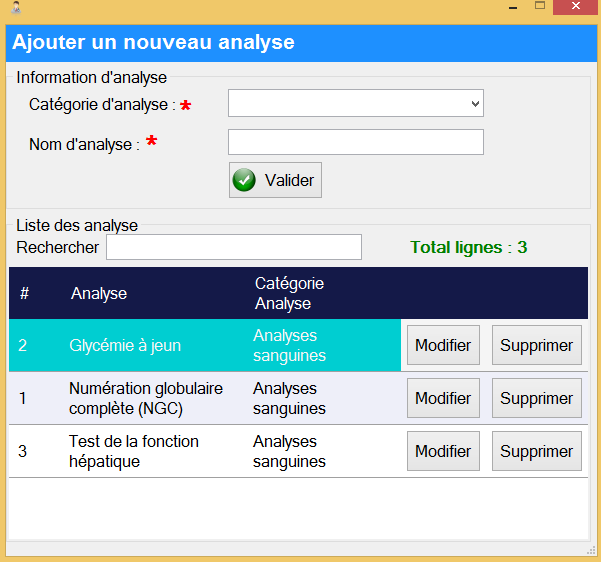 Ajouter un nouveau analyse
Information d'analyse
Catégorie d'analyse : *
Nom d'analyse : *
Valider
Liste des analyse
Rechercher
Total lignes : 3
# Analyse Catégorie
Analyse
2 Glycémie à jeun Analyses
sanguines Modifier Supprimer
1 Numération globulaire
complète (NGC) Analyses
sanguines Modifier Supprimer
3 Test de la fonction
hépatique Analyses
sanguines Modifier Supprimer